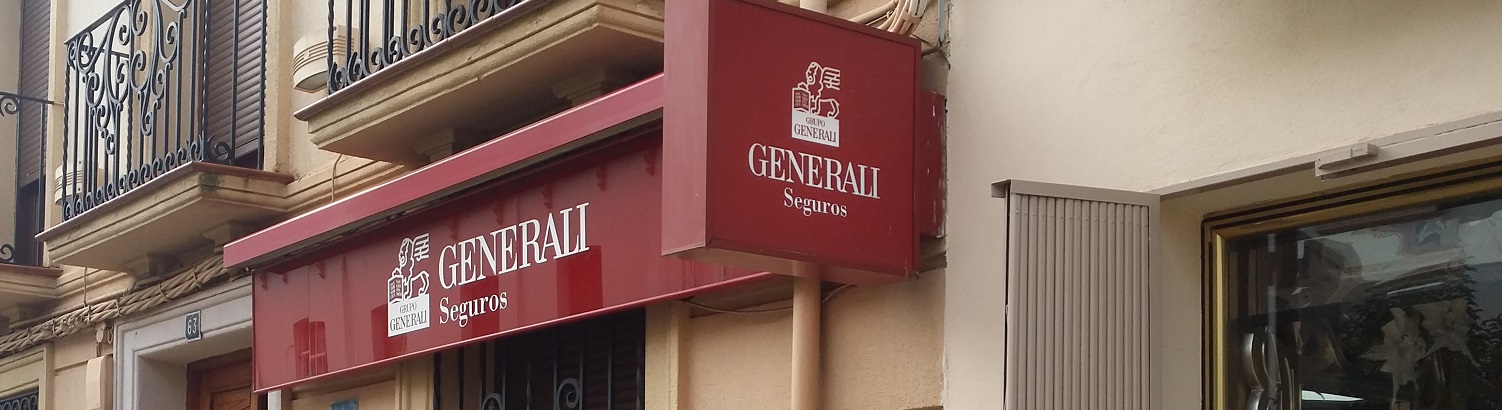 63
GRUPO
GENERALI
GENERALI
Seguros
GRUPO
GENERALI
GENERALI
Seguros